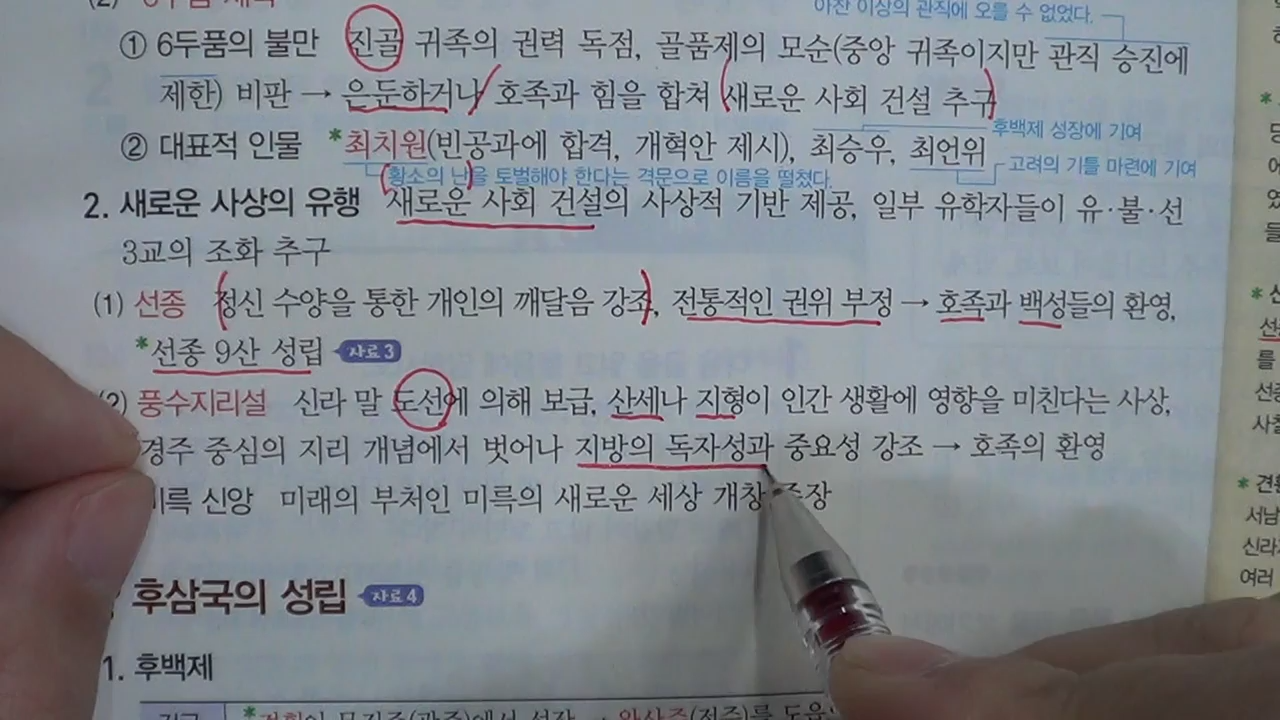 아찬 이상의 관직에 오를 수 없었다.
① 6두품의 불만 진골 귀족의 권력 독점, 골품제의 모순(중앙 귀족이지만 관직 승진에
제한) 비판 → 은둔하거나 호족과 힘을 합쳐 새로운 사회 건설 추구
후백제 성장에 기여
② 대표적 인물 *최치원(빈공과에 합격, 개혁안 제시), 최승우, 최언위
황소의 난을 토벌해야 한다는 격문으로 이름을 떨쳤다. 고려의 기틀 마련에 기여
2. 새로운 사상의 유행 새로운 사회 건설의 사상적 기반 제공, 일부 유학자들이 유·불·선
3교의 조화 추구
(1) 선종 정신 수양을 통한 개인의 깨달음 강조, 전통적인 권위 부정 → 호족과 백성들의 환영,
*선종 9산 성립 자료3
(2) 풍수지리설 신라 말 도선에 의해 보급, 산세나 지형이 인간 생활에 영향을 미친다는 사상,
경주 중심의 지리 개념에서 벗어나 지방의 독자성과 중요성 강조 → 호족의 환영
미륵 신앙 미래의 부처인 미륵의 새로운 세상 개창 주장
후삼국의 성립 자료4
1. 후백제
* 견훤
서남
신라
여러